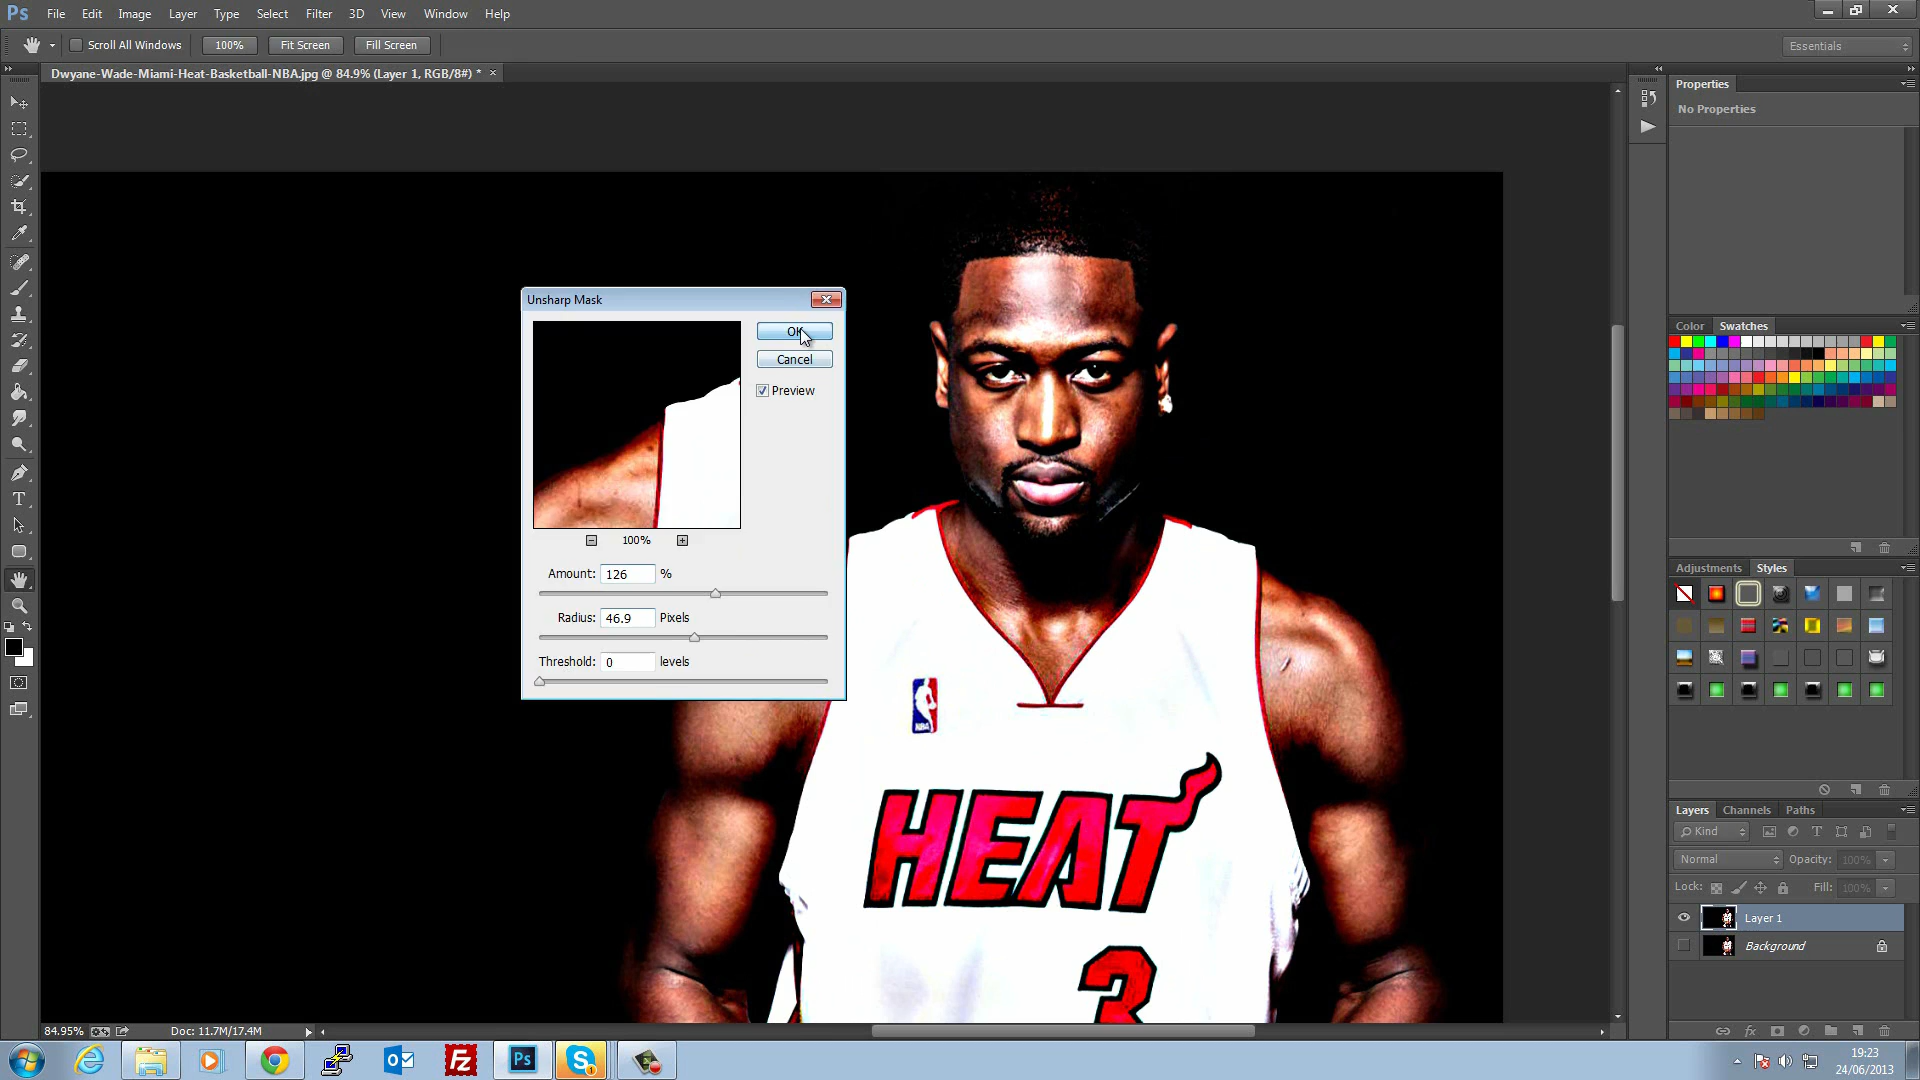 Ps File Edit Image Layer Type Select Filter 3D View Window Help
Scroll All Windows 100% Fit Screen Fill Screen Essentials
Dwyane-Wade-Miami-Heat-Basketball-NBA.jpg @ 84.9% (Layer 1, RGB/8#) *
Properties
No Properties
Unsharp Mask
OK
Cancel
Preview
100%
Amount: 126 %
Radius: 46.9 Pixels
Threshold: 0 levels
Color Swatches
Adjustments Styles
NBA
HEAT
3
Layers Channels Paths
Kind
Normal Opacity: 100%
Lock: Fill: 100%
Layer 1
Background
84.95% Doc: 11.7M/17.4M
Ps
19:23
24/06/2013